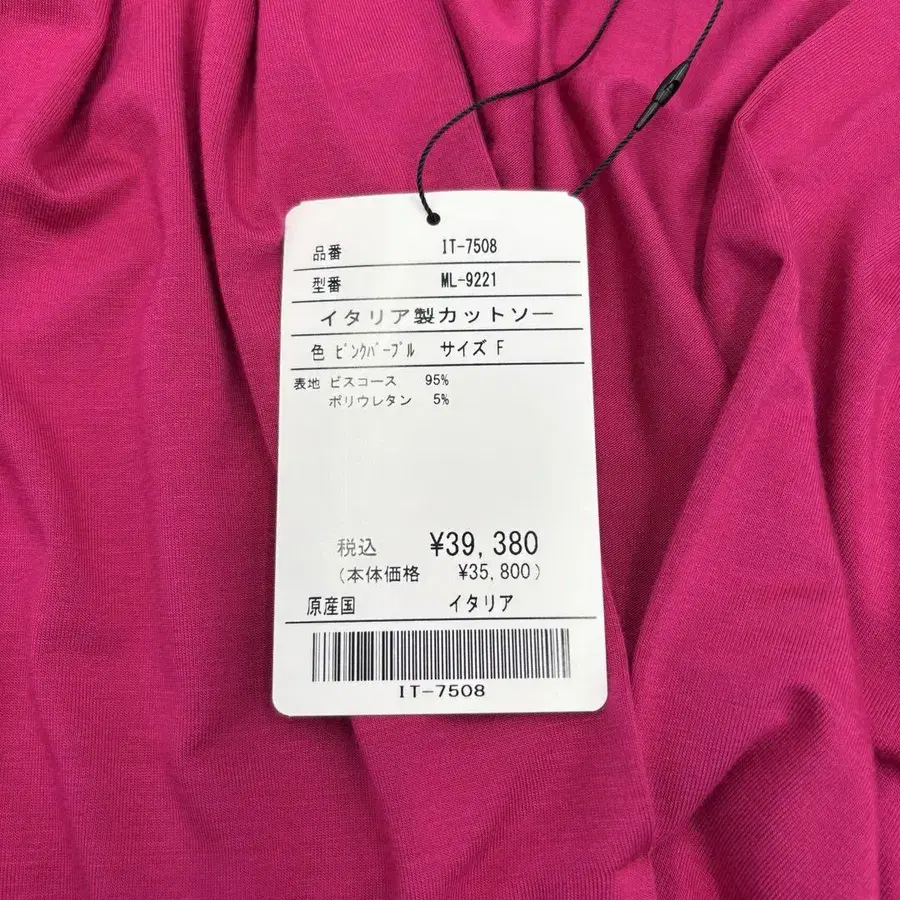 品番 IT-7508
型番 ML-9221
イタリア製カットソー
色 ピンクパープル サイズ F
表地 ビスコース 95%
ポリウレタン 5%
税込 ¥39,380
(本体価格 ¥35,800)
原産国 イタリア
IT-7508